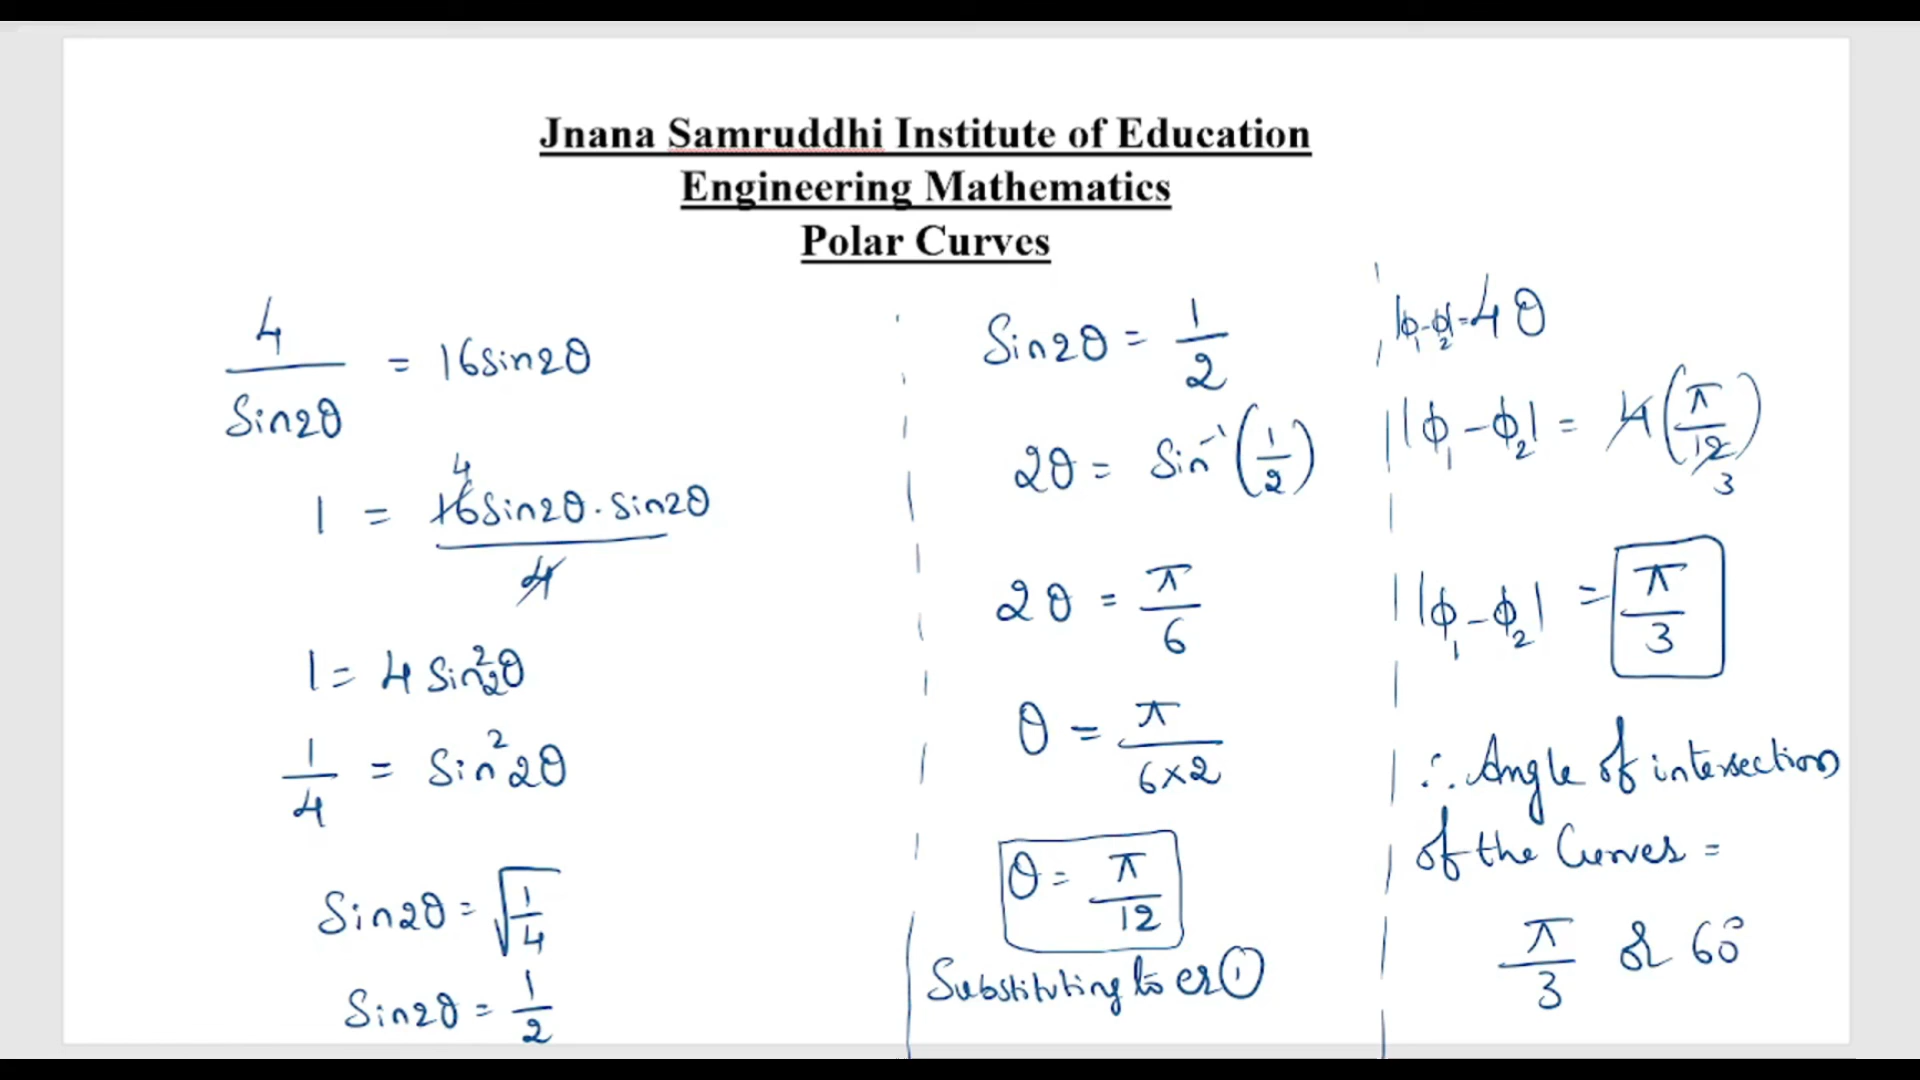 Jnana Samruddhi Institute of Education
Engineering Mathematics
Polar Curves
4/Sin2θ = 16Sin2θ
1 = 16Sin2θ·Sin2θ/4
4
1 = 4 Sin²2θ
1/4 = Sin²2θ
Sin2θ = √(1/4)
Sin2θ = 1/2
Sin2θ = 1/2
2θ = Sin⁻¹(1/2)
2θ = π/6
θ = π/(6×2)
θ = π/12
Substituting to ①
|ϕ₁-ϕ₂| = 4θ
|ϕ₁-ϕ₂| = 4(π/12)
3
|ϕ₁-ϕ₂| = π/3
∴ Angle of intersection
of the Curves =
π/3 or 60°